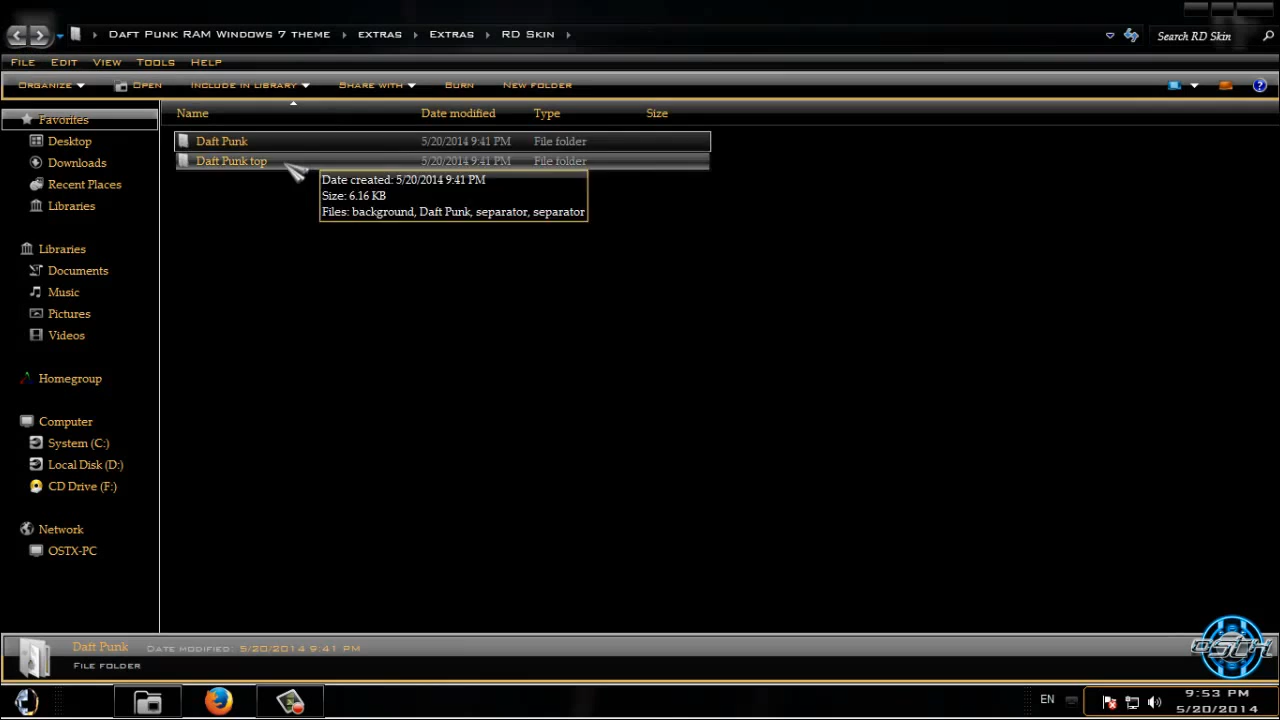 DAFT PUNK RAM WINDOWS 7 THEME EXTRAS EXTRAS RD SKIN
Search RD Skin
FILE EDIT VIEW TOOLS HELP
ORGANIZE OPEN INCLUDE IN LIBRARY SHARE WITH BURN NEW FOLDER
Name Date modified Type Size
Favorites
Desktop
Downloads
Recent Places
Libraries
Libraries
Documents
Music
Pictures
Videos
Homegroup
Computer
System (C:)
Local Disk (D:)
CD Drive (F:)
Network
OSTX-PC
Daft Punk 5/20/2014 9:41 PM File folder
Daft Punk top 5/20/2014 9:41 PM File folder
Date created: 5/20/2014 9:41 PM
Size: 6.16 KB
Files: background, Daft Punk, separator, separator
Daft Punk DATE MODIFIED: 5/20/2014 9:41 PM
FILE FOLDER
EN
9:53 PM
5/20/2014